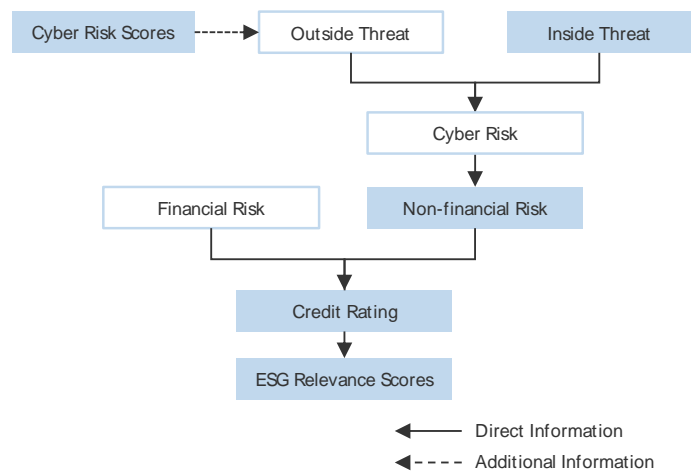 Cyber Risk Scores
Outside Threat
Inside Threat
Cyber Risk
Financial Risk
Non-financial Risk
Credit Rating
ESG Relevance Scores
Direct Information
Additional Information